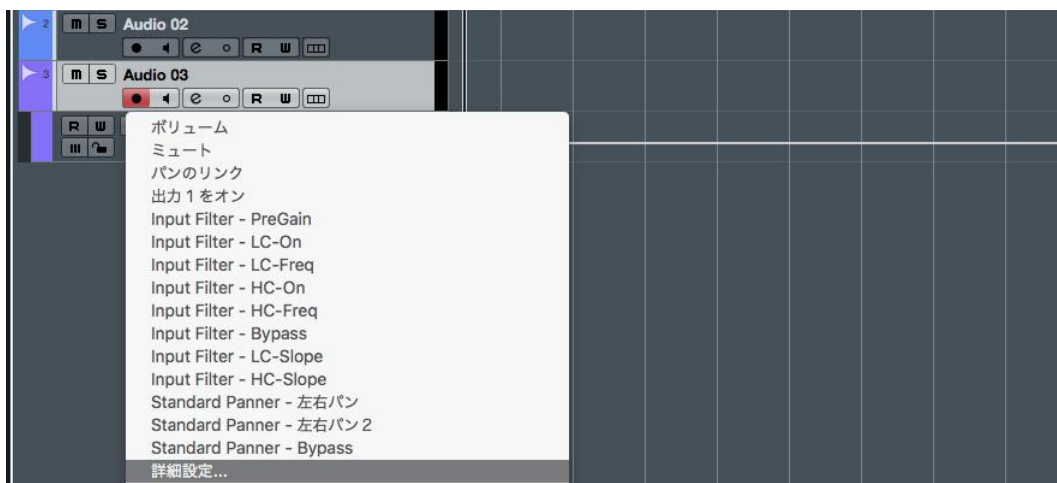 2 m S Audio 02
e R W
3 m S Audio 03
e R W
R W
ボリューム
ミュート
パンのリンク
出力1をオン
Input Filter - PreGain
Input Filter - LC-On
Input Filter - LC-Freq
Input Filter - HC-On
Input Filter - HC-Freq
Input Filter - Bypass
Input Filter - LC-Slope
Input Filter - HC-Slope
Standard Panner - 左右パン
Standard Panner - 左右パン2
Standard Panner - Bypass
詳細設定...